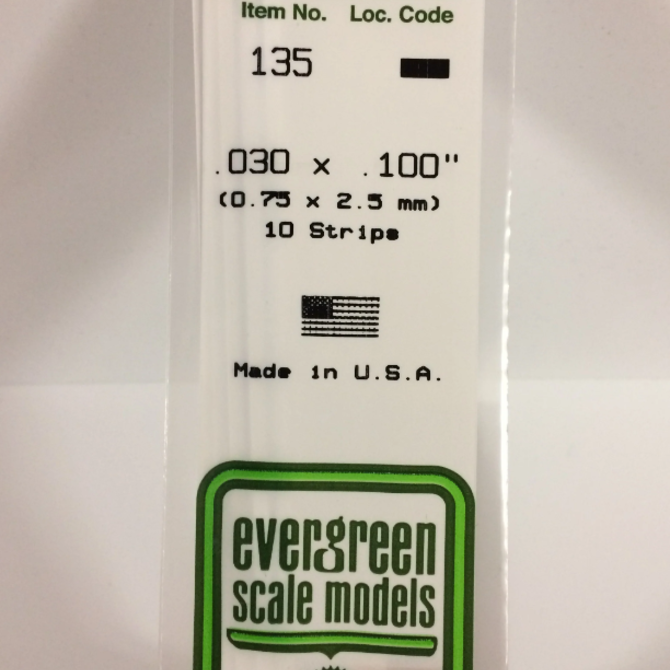 Item No. Loc. Code
135
.030 x .100"
(0.75 x 2.5 mm)
10 Strips
Made in U.S.A.
evergreen
scale models